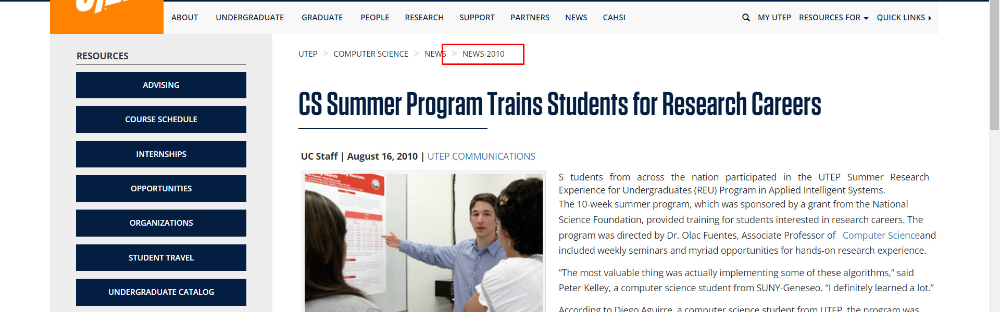 ABOUT UNDERGRADUATE GRADUATE PEOPLE RESEARCH SUPPORT PARTNERS NEWS CAHSI MY UTEP RESOURCES FOR QUICK LINKS
RESOURCES
ADVISING
COURSE SCHEDULE
INTERNSHIPS
OPPORTUNITIES
ORGANIZATIONS
STUDENT TRAVEL
UNDERGRADUATE CATALOG
UTEP > COMPUTER SCIENCE > NEWS > NEWS-2010
CS Summer Program Trains Students for Research Careers
UC Staff | August 16, 2010 | UTEP COMMUNICATIONS
S tudents from across the nation participated in the UTEP Summer Research
Experience for Undergraduates (REU) Program in Applied Intelligent Systems.
The 10-week summer program, which was sponsored by a grant from the National
Science Foundation, provided training for students interested in research careers. The
program was directed by Dr. Olac Fuentes, Associate Professor of Computer Scienceand
included weekly seminars and myriad opportunities for hands-on research experience.
“The most valuable thing was actually implementing some of these algorithms,” said
Peter Kelley, a computer science student from SUNY-Geneseo. “I definitely learned a lot.”
According to Diego Aguirre, a computer science student from UTEP, the program was